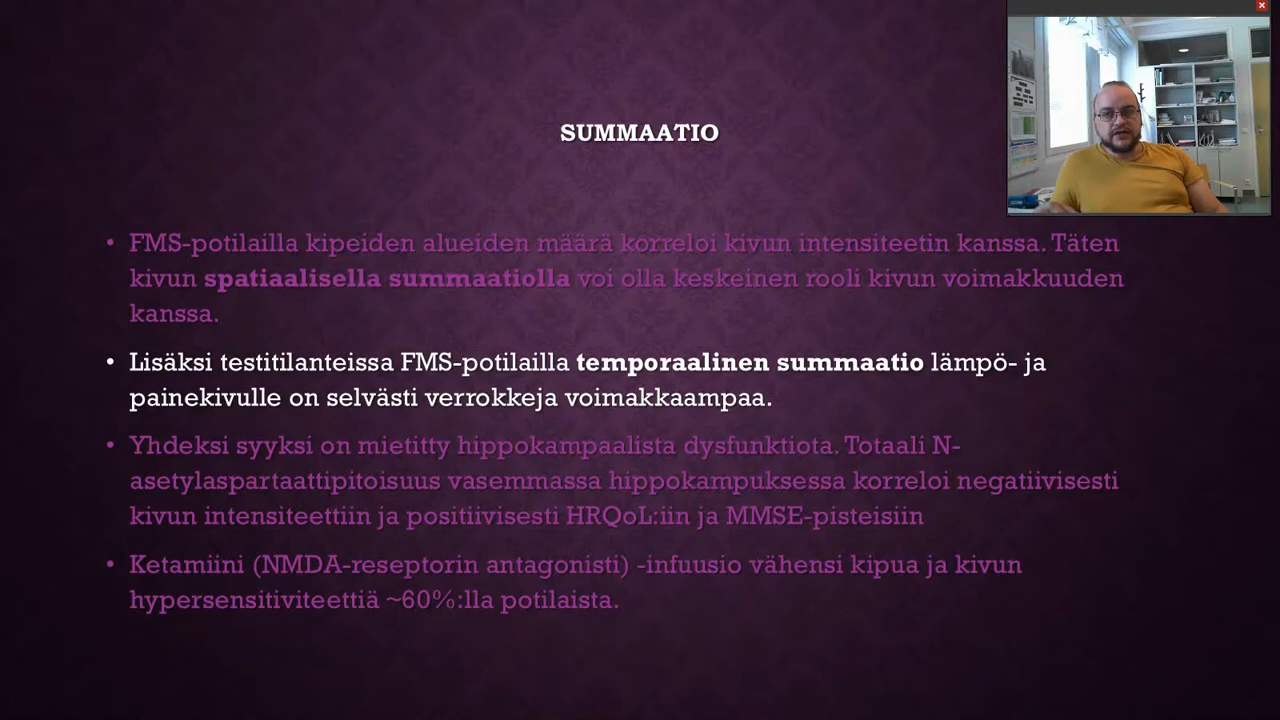 SUMMAATIO
• FMS-potilailla kipeiden alueiden määrä korreloi kivun intensiteetin kanssa. Täten
kivun spatiaalisella summaatiolla voi olla keskeinen rooli kivun voimakkuuden
kanssa.
• Lisäksi testitilanteissa FMS-potilailla temporaalinen summaatio lämpö- ja
painekivulle on selvästi verrokkeja voimakkaampaa.
• Yhdeksi syyksi on mietitty hippokampaalista dysfunktiota. Totaali N-
asetylaspartaattipitoisuus vasemmassa hippokampuksessa korreloi negatiivisesti
kivun intensiteettiin ja positiivisesti HRQoL:iin ja MMSE-pisteisiin
• Ketamiini (NMDA-reseptorin antagonisti) -infuusio vähensi kipua ja kivun
hypersensitiviteettiä ~60%:lla potilaista.